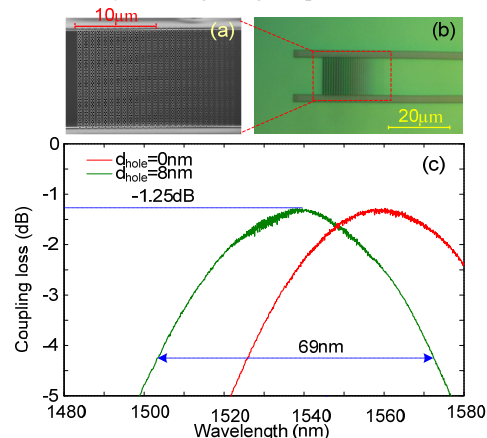 10μm
(a)
(b)
20μm
0
-1
-2
-3
-4
-5
Coupling loss (dB)
d_hole=0nm
d_hole=8nm
(c)
-1.25dB
69nm
1480 1500 1520 1540 1560 1580
Wavelength (nm)